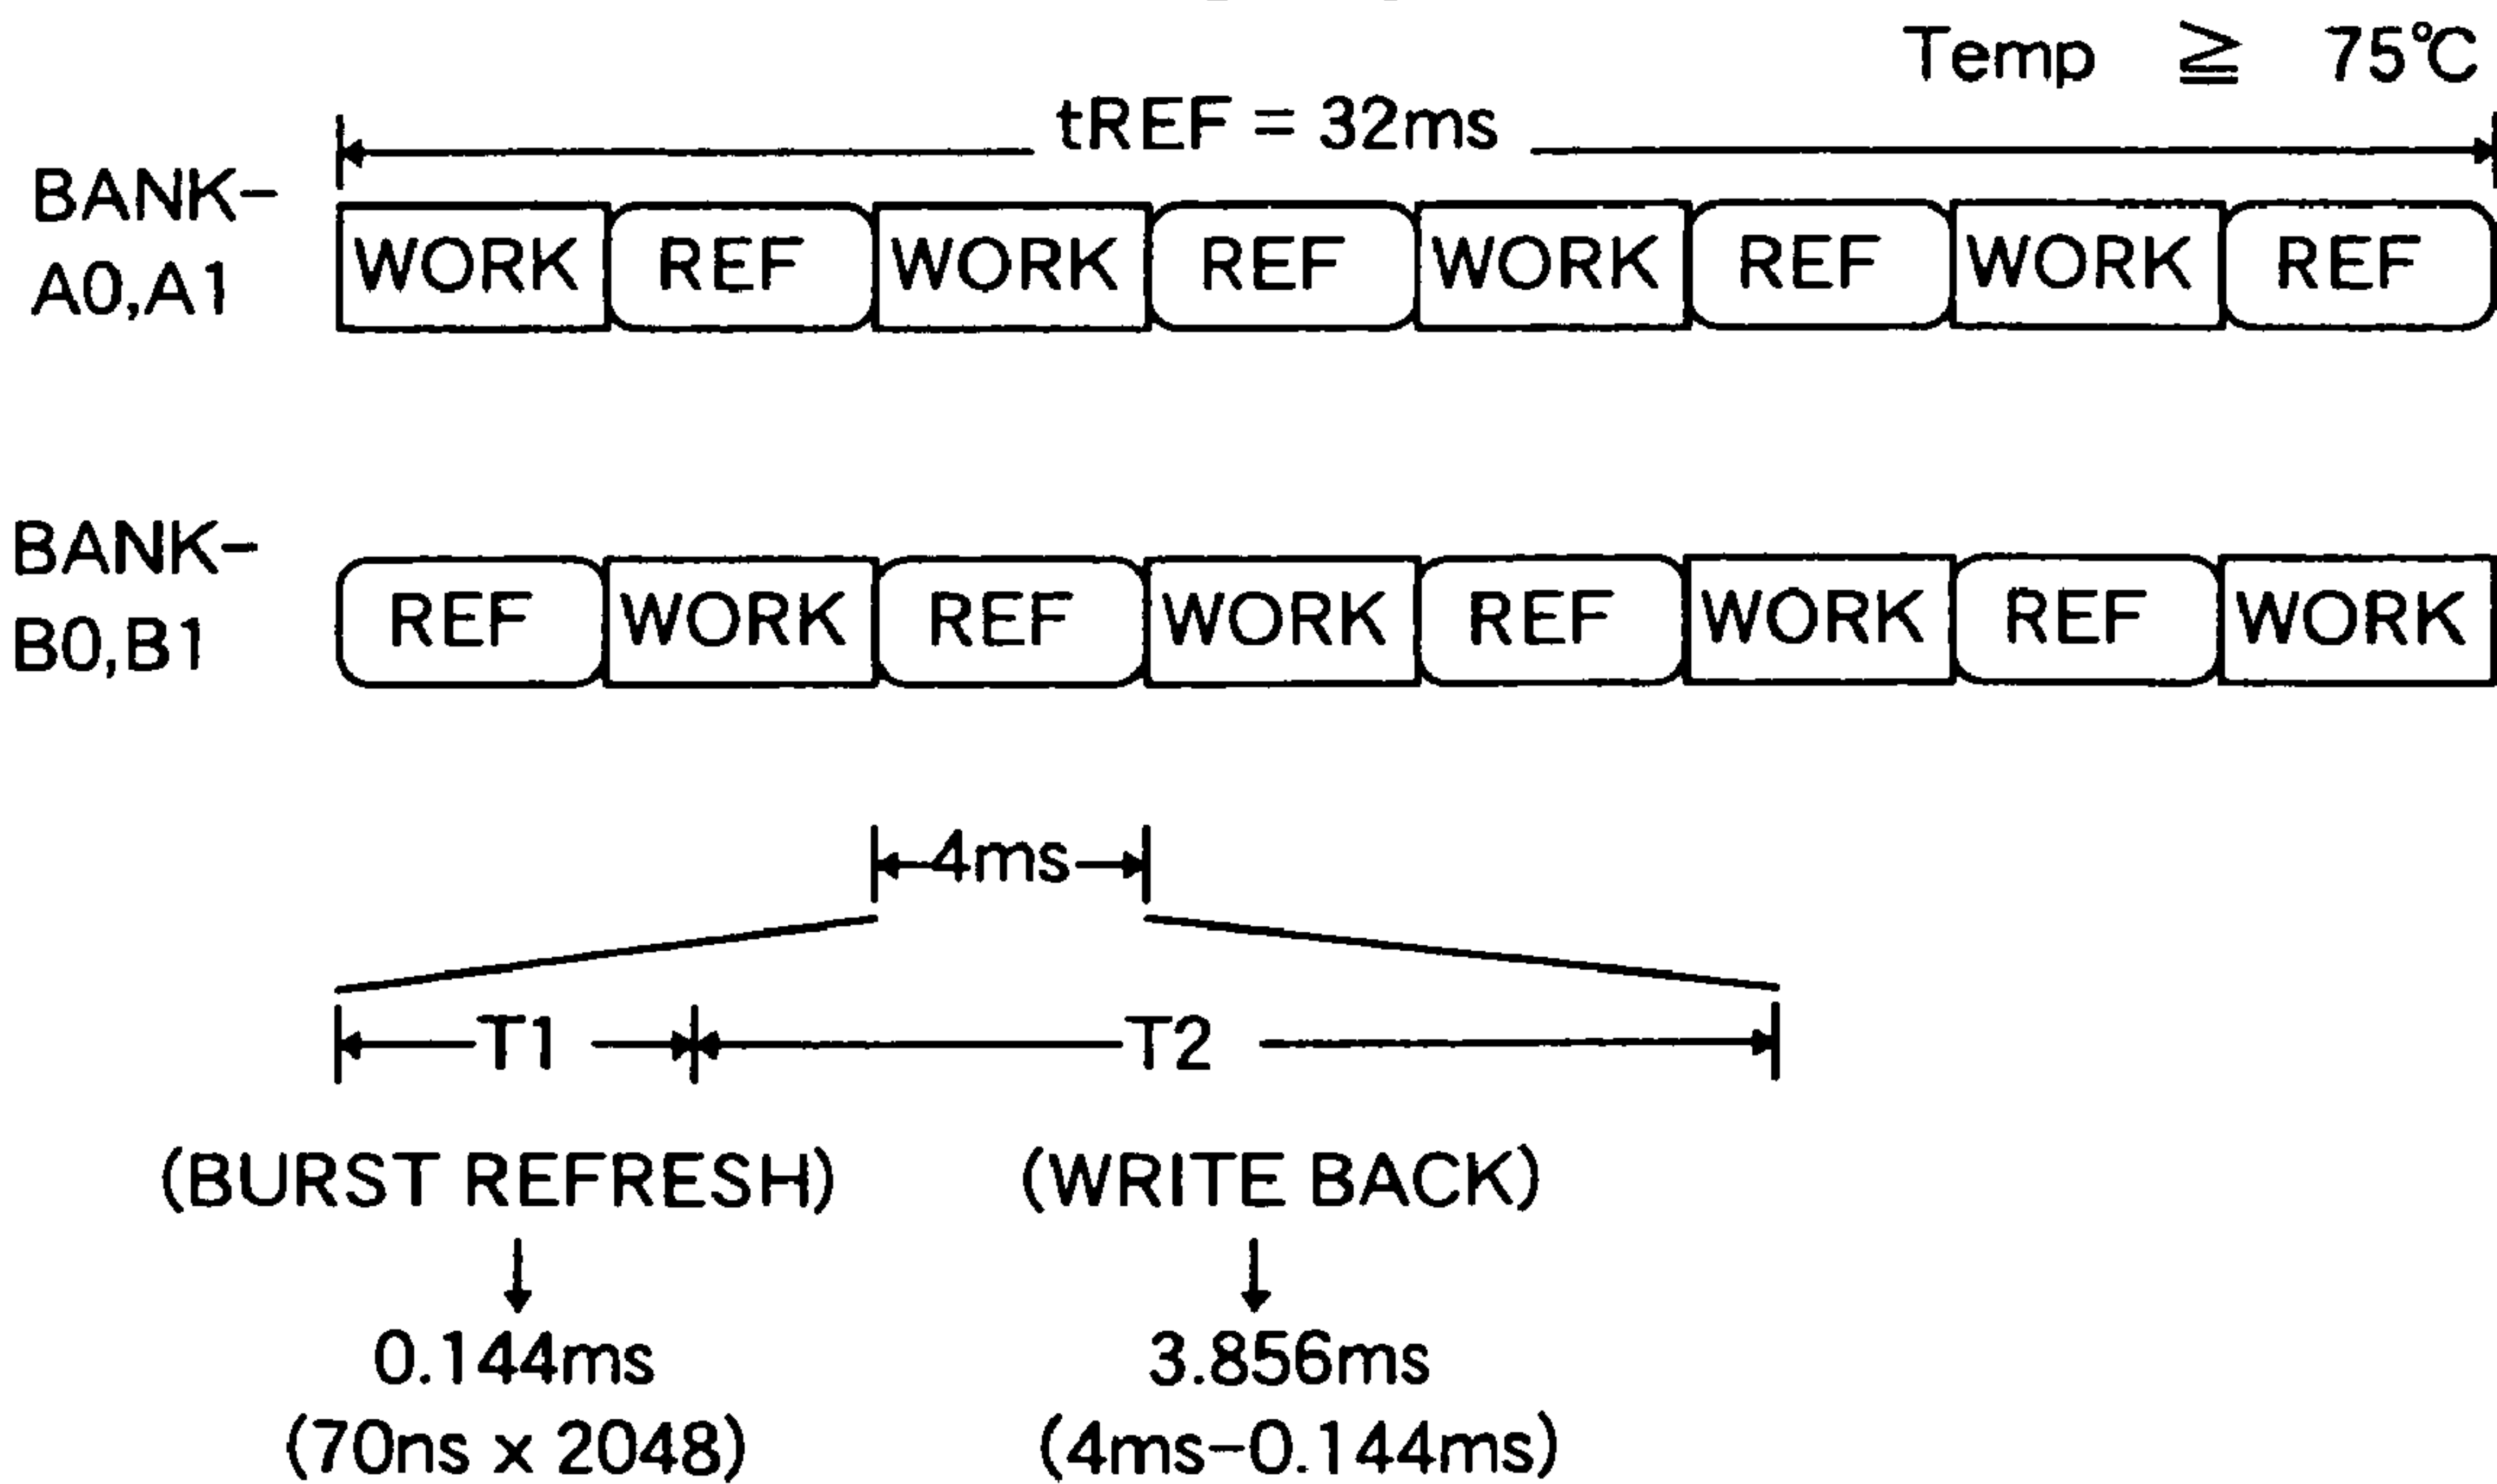 Temp ≧ 75℃
tREF = 32ms
BANK-
A0,A1
WORK REF WORK REF WORK REF WORK REF
BANK-
B0,B1
REF WORK REF WORK REF WORK REF WORK
4ms
T1 T2
(BURST REFRESH) (WRITE BACK)
0.144ms 3.856ms
(70ns x 2048) (4ms-0.144ms)